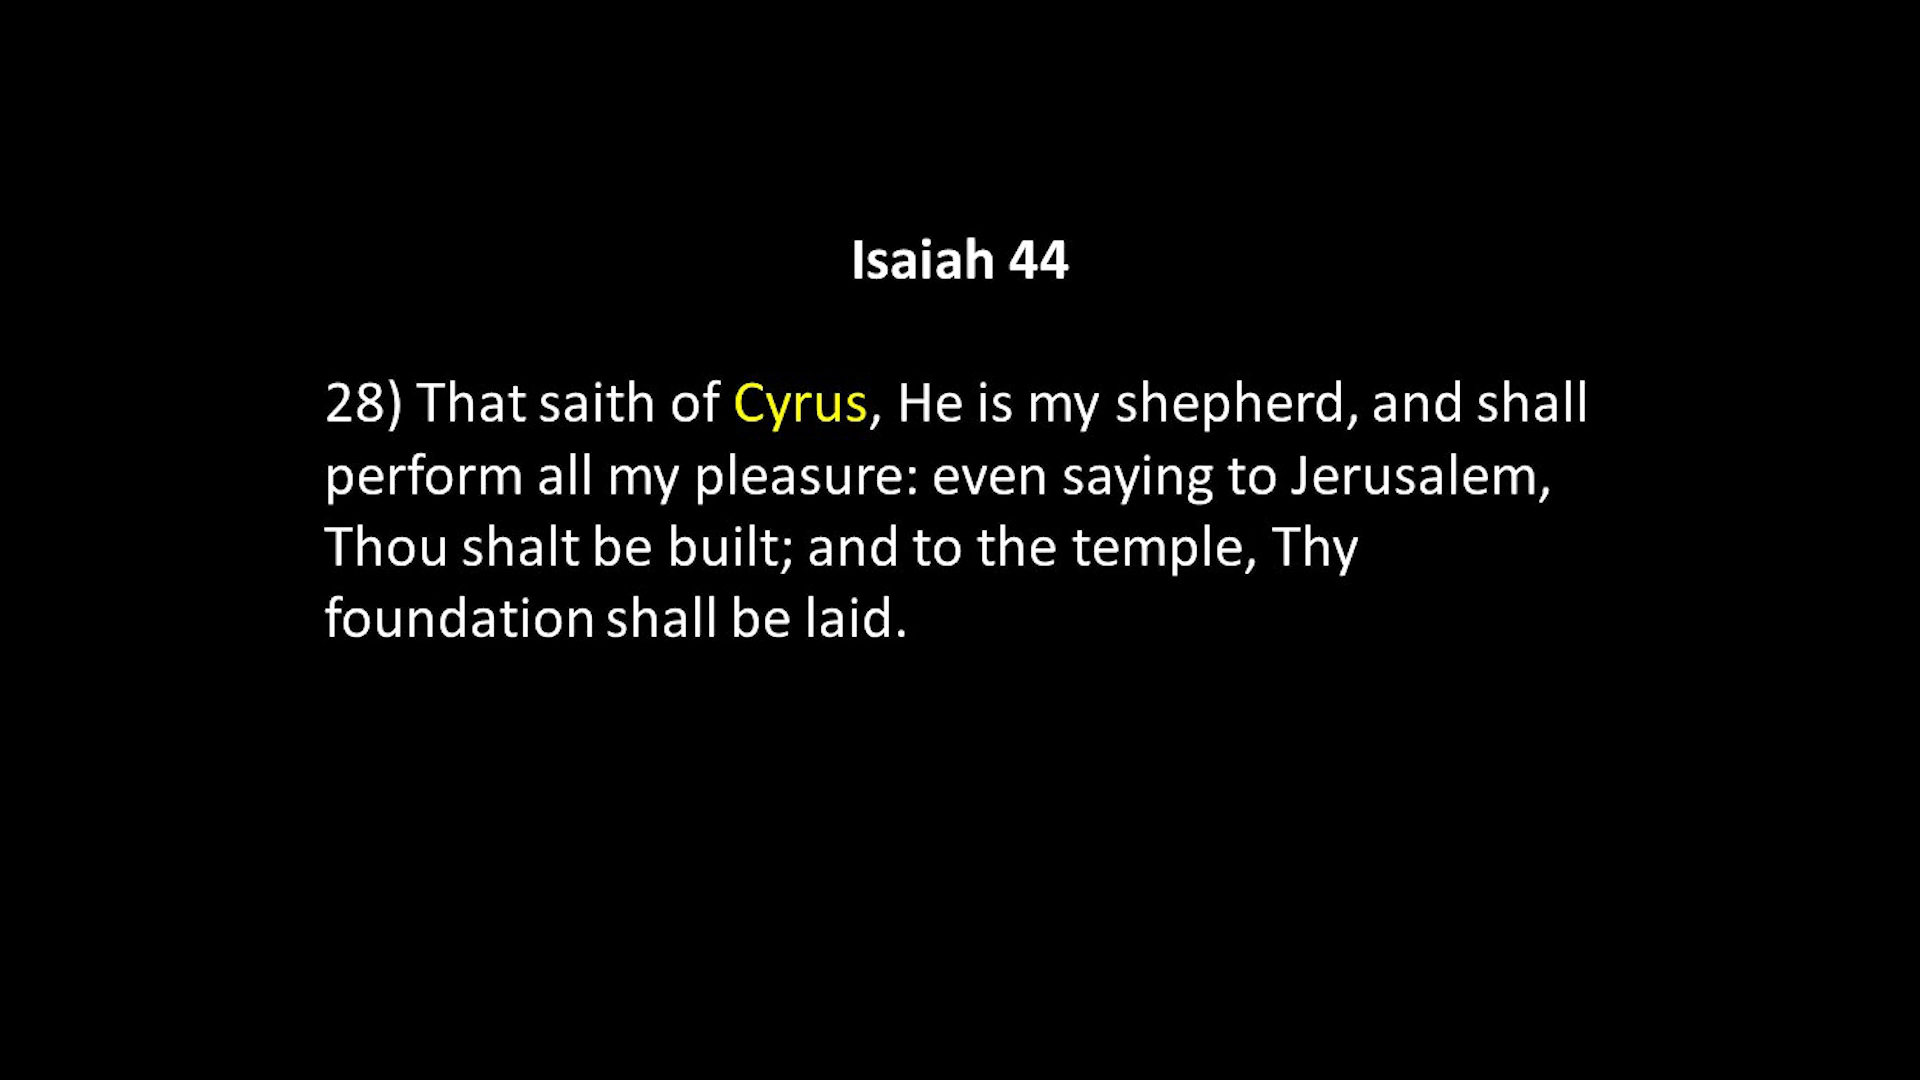 Isaiah 44
28) That saith of Cyrus, He is my shepherd, and shall
perform all my pleasure: even saying to Jerusalem,
Thou shalt be built; and to the temple, Thy
foundation shall be laid.